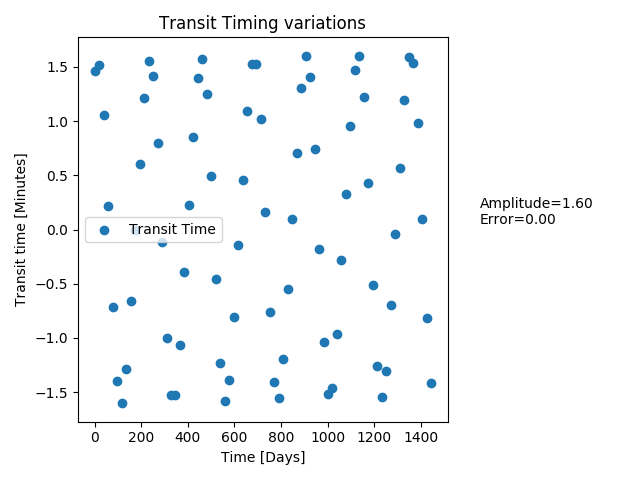 Transit Timing variations
1.5
1.0
0.5
0.0
−0.5
−1.0
−1.5
Transit time [Minutes]
Transit Time
Amplitude=1.60
Error=0.00
0 200 400 600 800 1000 1200 1400
Time [Days]